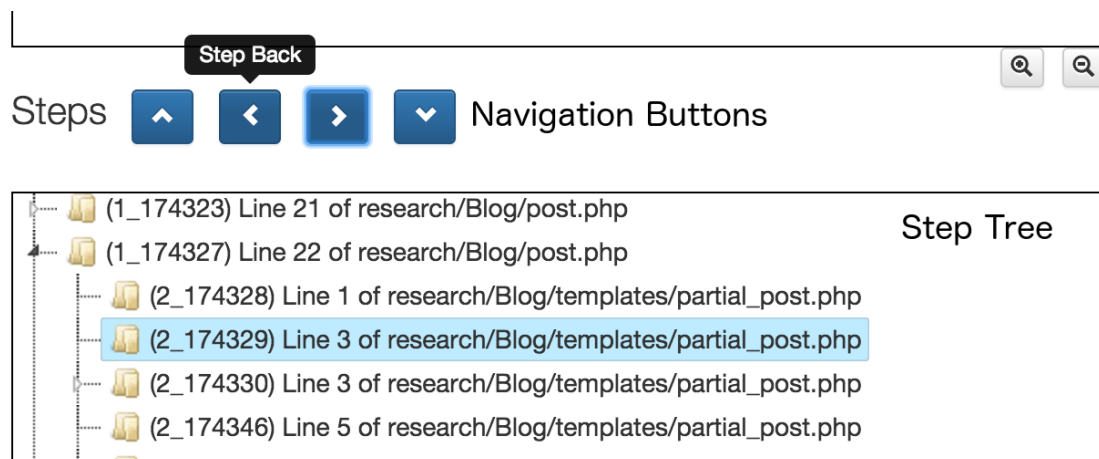 Step Back
Steps Navigation Buttons
(1_174323) Line 21 of research/Blog/post.php
Step Tree
(1_174327) Line 22 of research/Blog/post.php
(2_174328) Line 1 of research/Blog/templates/partial_post.php
(2_174329) Line 3 of research/Blog/templates/partial_post.php
(2_174330) Line 3 of research/Blog/templates/partial_post.php
(2_174346) Line 5 of research/Blog/templates/partial_post.php